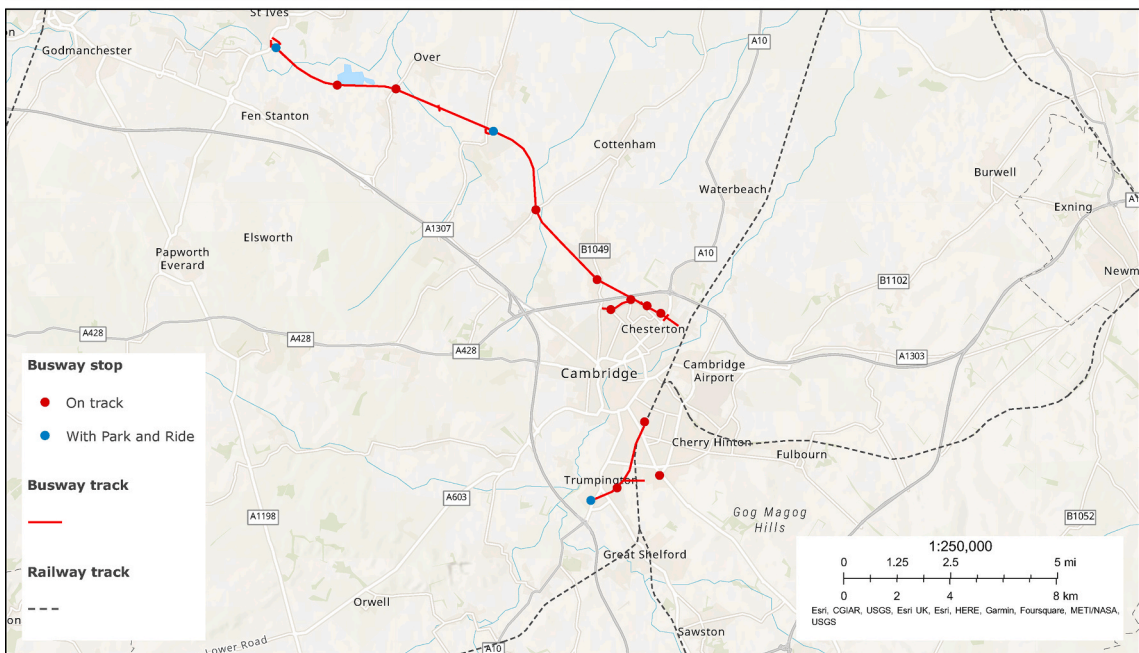 St Ives
Godmanchester
Over
A10
Fen Stanton
Cottenham
Burwell
Waterbeach
Exning
A1307
Elsworth
Papworth
Everard
B1049
A10
B1102
Newm
Chesterton
A428
A428
A428
A1303
Cambridge
Cambridge
Airport
Cherry Hinton
Fulbourn
Trumpington
A603
A1198
Gog Magog
Hills
B1052
Great Shelford
Orwell
Lower Road
A10
Sawston
Busway stop
On track
With Park and Ride
Busway track
Railway track
1:250,000
0 1.25 2.5 5 mi
0 2 4 8 km
Esri, CGIAR, USGS, Esri UK, Esri, HERE, Garmin, Foursquare, METI/NASA,
USGS